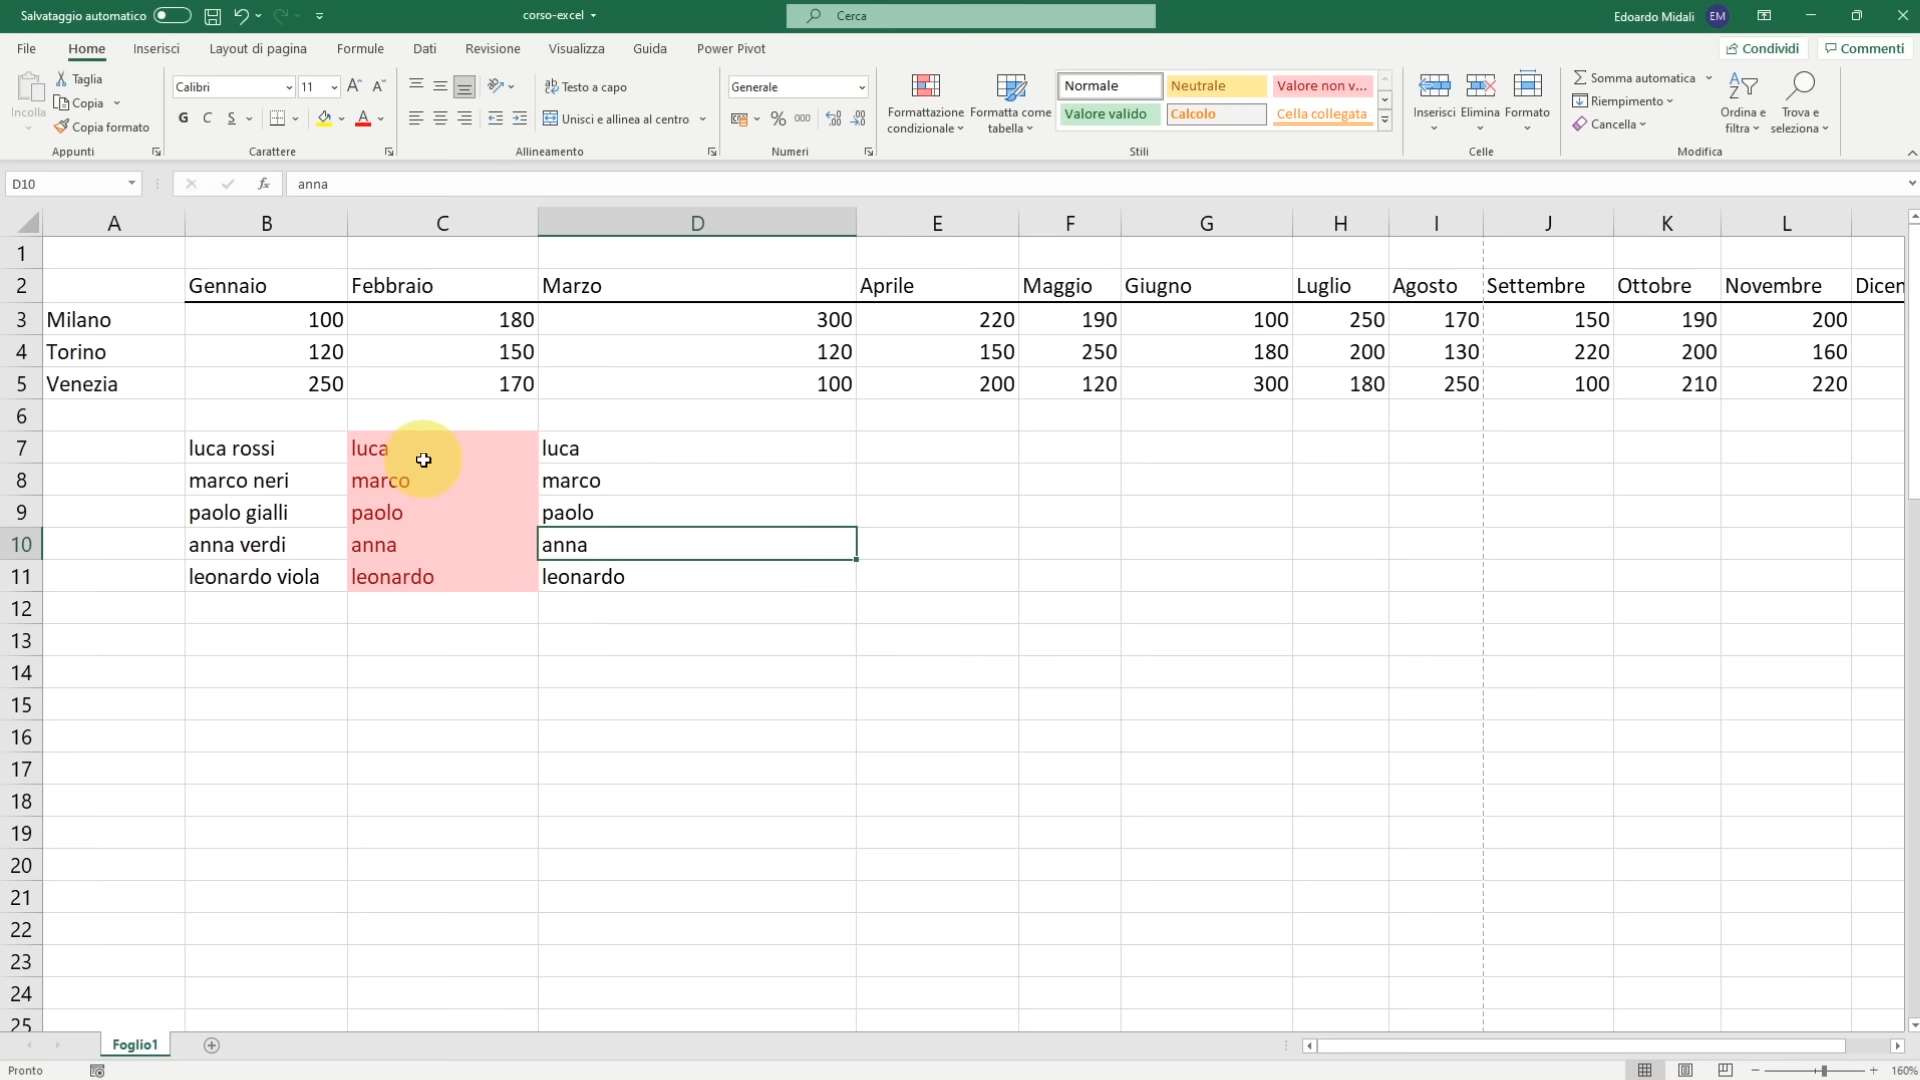 Salvataggio automatico
corso-excel
Cerca
Edoardo Midali EM
File Home Inserisci Layout di pagina Formule Dati Revisione Visualizza Guida Power Pivot
Condividi Commenti
Incolla
Taglia
Copia
Copia formato
Appunti
Calibri 11
G C S
Carattere
Testo a capo
Unisci e allinea al centro
Allineamento
Generale
% 000
Numeri
Formattazione condizionale
Formatta come tabella
Normale Neutrale Valore non v...
Valore valido Calcolo Cella collegata
Stili
Inserisci Elimina Formato
Celle
Somma automatica
Riempimento
Cancella
Ordina e filtra
Trova e seleziona
Modifica
D10 fx anna
A B C D E F G H I J K L
1
2 Gennaio Febbraio Marzo Aprile Maggio Giugno Luglio Agosto Settembre Ottobre Novembre Dicen
3 Milano 100 180 300 220 190 100 250 170 150 190 200
4 Torino 120 150 120 150 250 180 200 130 220 200 160
5 Venezia 250 170 100 200 120 300 180 250 100 210 220
6
7 luca rossi luca luca
8 marco neri marco marco
9 paolo gialli paolo paolo
10 anna verdi anna anna
11 leonardo viola leonardo leonardo
12
13
14
15
16
17
18
19
20
21
22
23
24
25
Foglio1
Pronto
160%